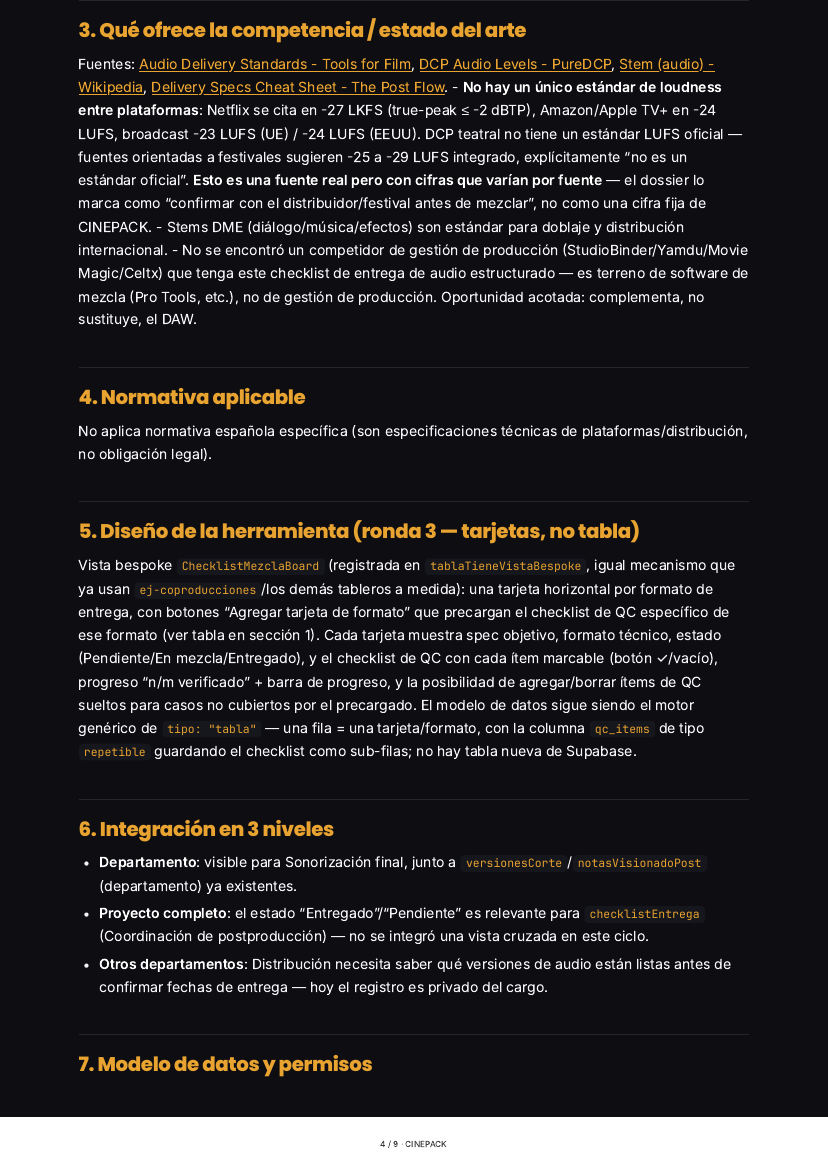 3. Qué ofrece la competencia / estado del arte
Fuentes: Audio Delivery Standards - Tools for Film, DCP Audio Levels - PureDCP, Stem (audio) -
Wikipedia, Delivery Specs Cheat Sheet - The Post Flow. - No hay un único estándar de loudness
entre plataformas: Netflix se cita en -27 LKFS (true-peak ≤ -2 dBTP), Amazon/Apple TV+ en -24
LUFS, broadcast -23 LUFS (UE) / -24 LUFS (EEUU). DCP teatral no tiene un estándar LUFS oficial —
fuentes orientadas a festivales sugieren -25 a -29 LUFS integrado, explícitamente “no es un
estándar oficial”. Esto es una fuente real pero con cifras que varían por fuente — el dossier lo
marca como “confirmar con el distribuidor/festival antes de mezclar”, no como una cifra fija de
CINEPACK. - Stems DME (diálogo/música/efectos) son estándar para doblaje y distribución
internacional. - No se encontró un competidor de gestión de producción (StudioBinder/Yamdu/Movie
Magic/Celtx) que tenga este checklist de entrega de audio estructurado — es terreno de software de
mezcla (Pro Tools, etc.), no de gestión de producción. Oportunidad acotada: complementa, no
sustituye, el DAW.
4. Normativa aplicable
No aplica normativa española específica (son especificaciones técnicas de plataformas/distribución,
no obligación legal).
5. Diseño de la herramienta (ronda 3 — tarjetas, no tabla)
Vista bespoke ChecklistMezclaBoard (registrada en tablaTieneVistaBespoke, igual mecanismo que
ya usan ej-coproducciones/los demás tableros a medida): una tarjeta horizontal por formato de
entrega, con botones “Agregar tarjeta de formato” que precargan el checklist de QC específico de
ese formato (ver tabla en sección 1). Cada tarjeta muestra spec objetivo, formato técnico, estado
(Pendiente/En mezcla/Entregado), y el checklist de QC con cada ítem marcable (botón ✓/vacío),
progreso “n/m verificado” + barra de progreso, y la posibilidad de agregar/borrar ítems de QC
sueltos para casos no cubiertos por el precargado. El modelo de datos sigue siendo el motor
genérico de tipo: "tabla" — una fila = una tarjeta/formato, con la columna qc_items de tipo
repetible guardando el checklist como sub-filas; no hay tabla nueva de Supabase.
6. Integración en 3 niveles
• Departamento: visible para Sonorización final, junto a versionesCorte / notasVisionadoPost
(departamento) ya existentes.
• Proyecto completo: el estado “Entregado”/“Pendiente” es relevante para checklistEntrega
(Coordinación de postproducción) — no se integró una vista cruzada en este ciclo.
• Otros departamentos: Distribución necesita saber qué versiones de audio están listas antes de
confirmar fechas de entrega — hoy el registro es privado del cargo.
7. Modelo de datos y permisos
4 / 9 · CINEPACK